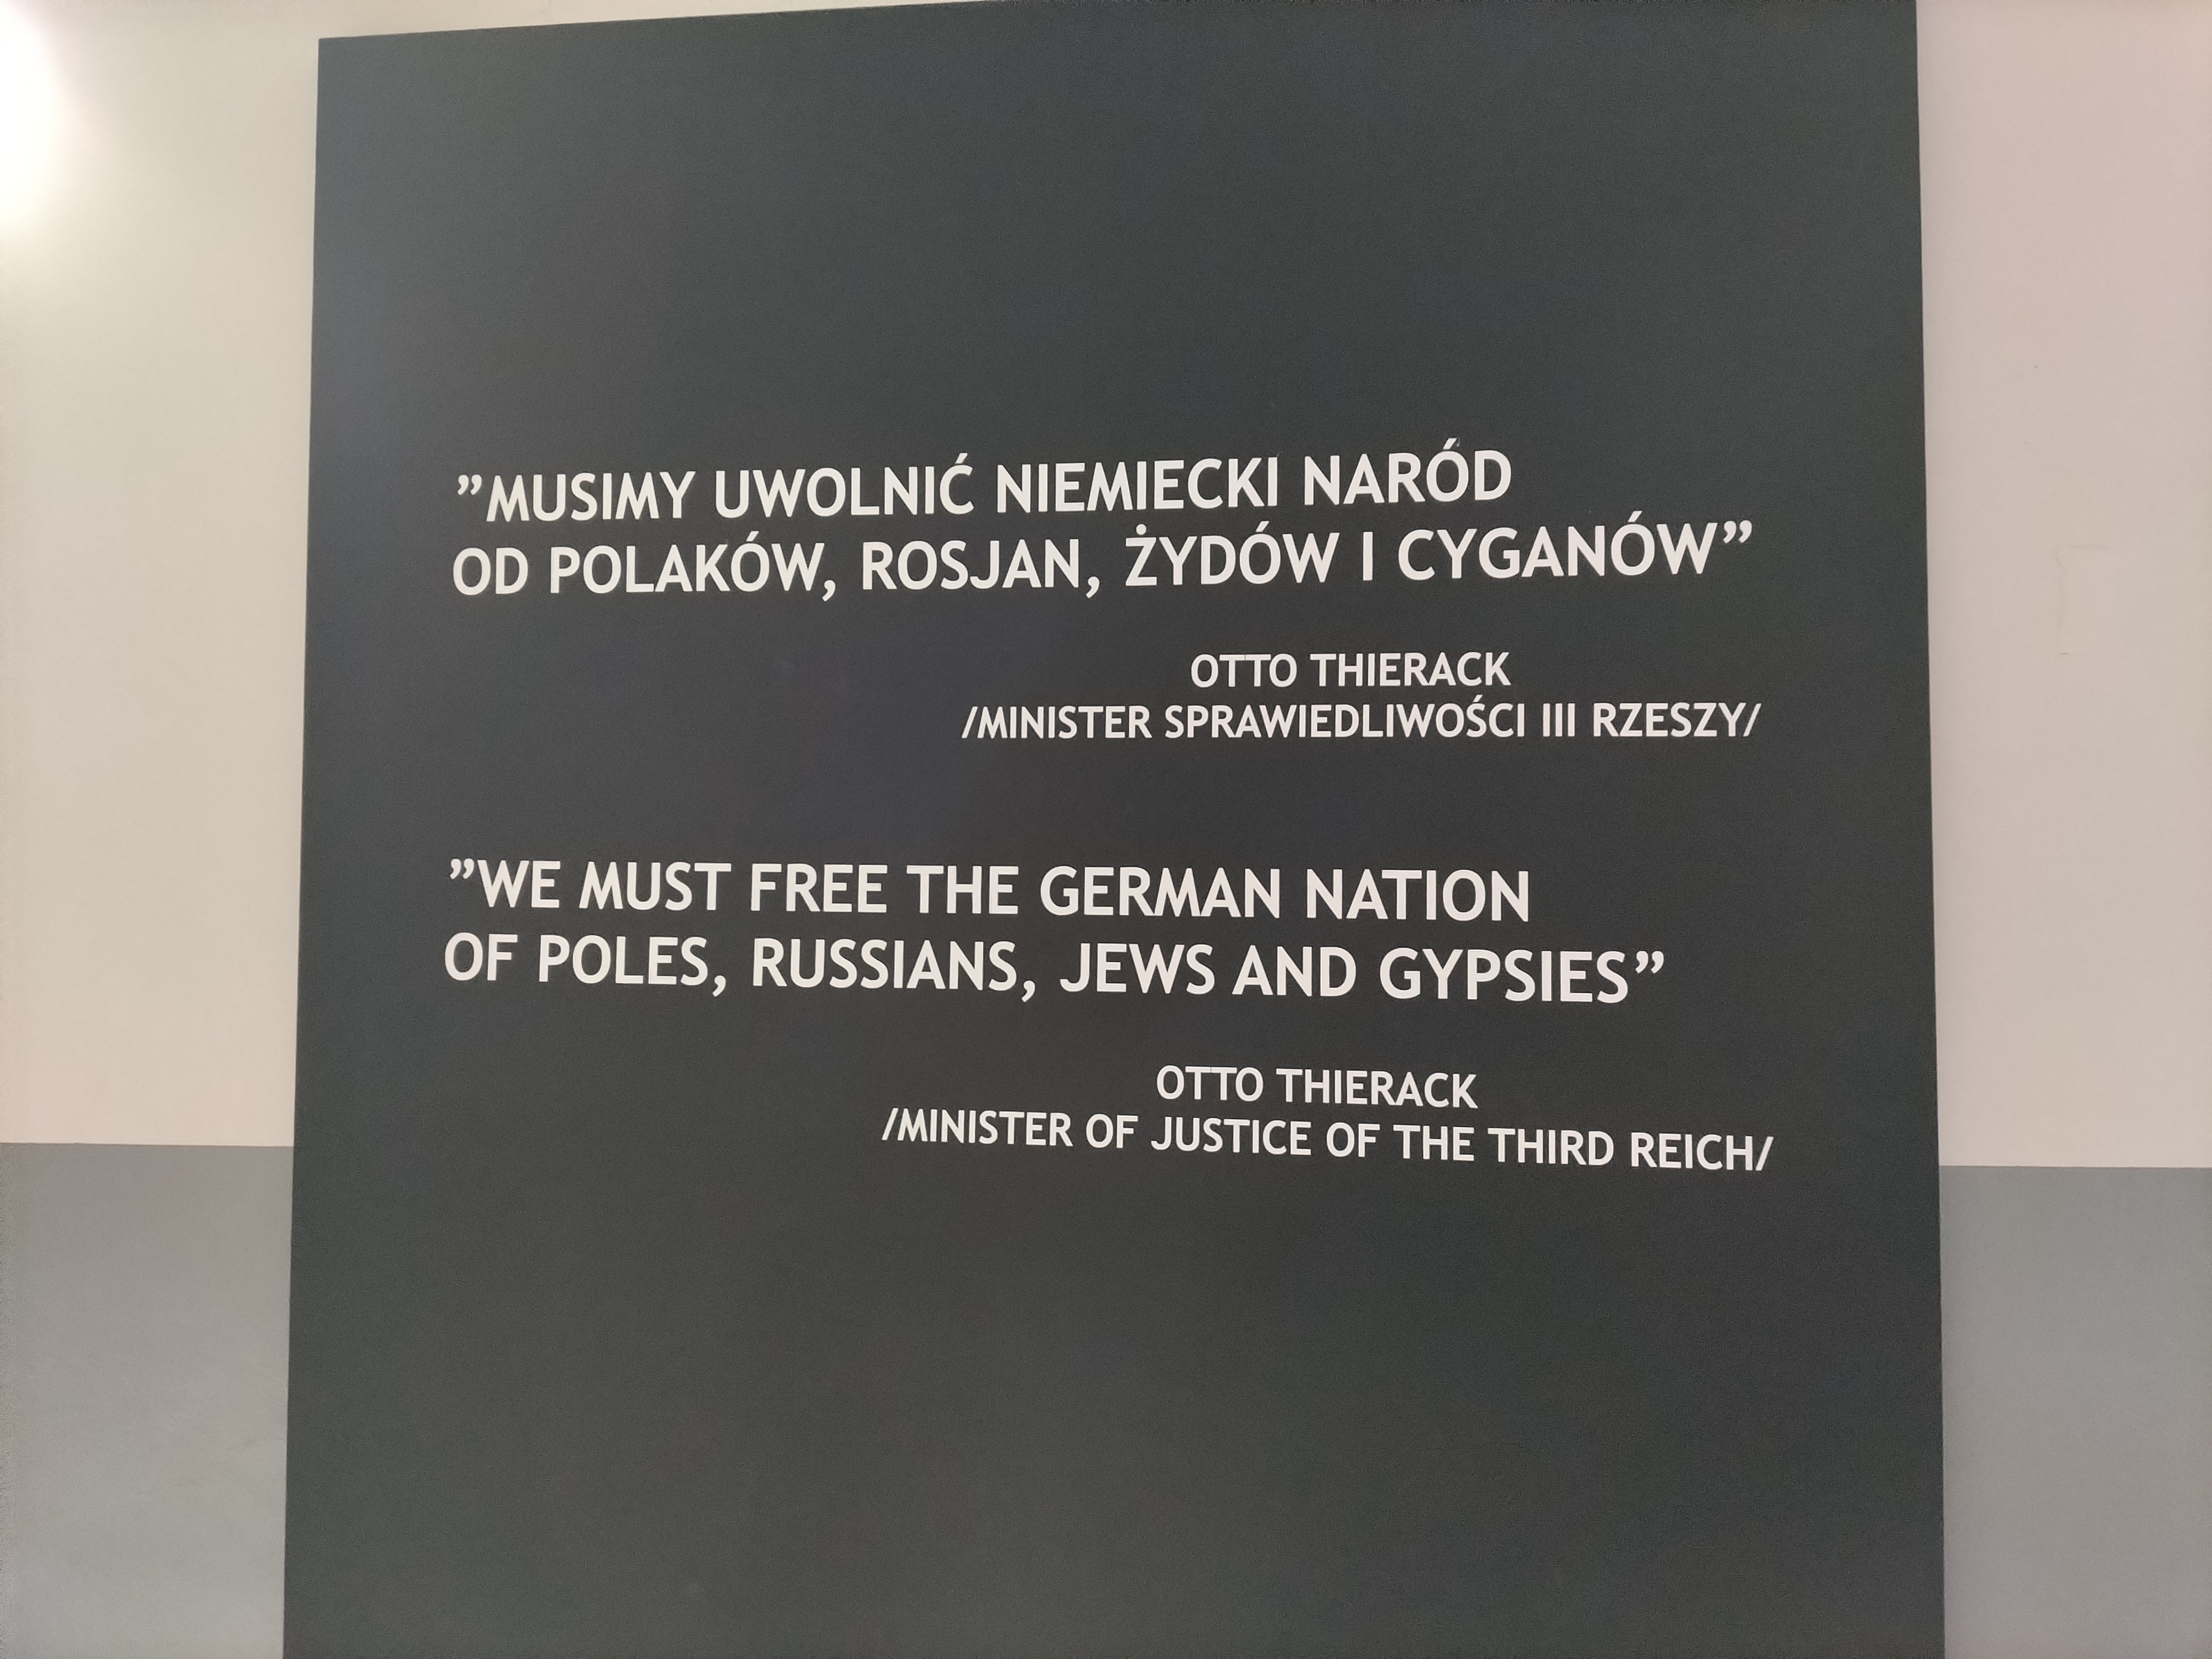 ”MUSIMY UWOLNIĆ NIEMIECKI NARÓD
OD POLAKÓW, ROSJAN, ŻYDÓW I CYGANÓW”
OTTO THIERACK
/MINISTER SPRAWIEDLIWOŚCI III RZESZY/
”WE MUST FREE THE GERMAN NATION
OF POLES, RUSSIANS, JEWS AND GYPSIES”
OTTO THIERACK
/MINISTER OF JUSTICE OF THE THIRD REICH/